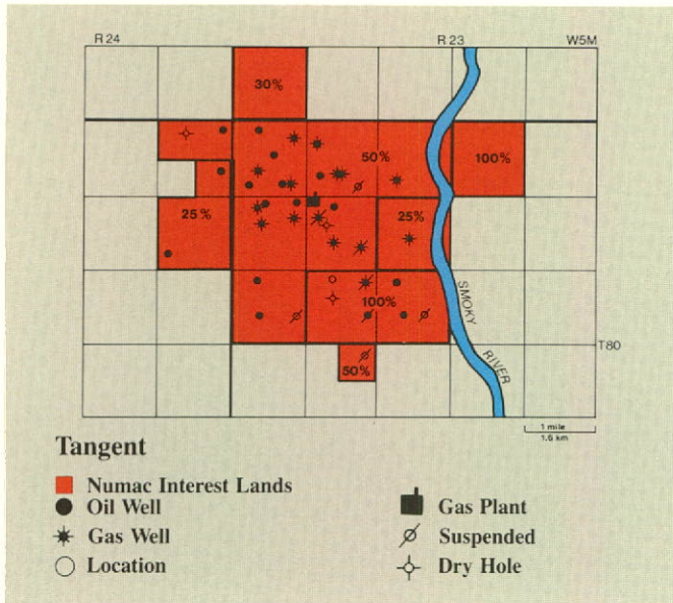 R 24 R 23 W5M
30%
50% 100%
25% 25%
100%
SMOKY
RIVER
T80
50%
1 mile
1.6 km
Tangent
Numac Interest Lands
Oil Well Gas Plant
Gas Well Suspended
Location Dry Hole